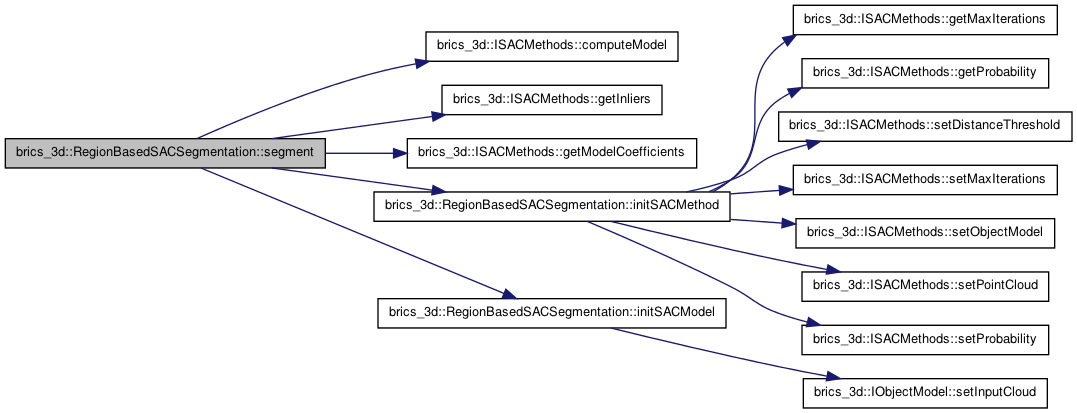 brics_3d::RegionBasedSACSegmentation::segment
brics_3d::ISACMethods::computeModel
brics_3d::ISACMethods::getInliers
brics_3d::ISACMethods::getModelCoefficients
brics_3d::RegionBasedSACSegmentation::initSACMethod
brics_3d::RegionBasedSACSegmentation::initSACModel
brics_3d::ISACMethods::getMaxIterations
brics_3d::ISACMethods::getProbability
brics_3d::ISACMethods::setDistanceThreshold
brics_3d::ISACMethods::setMaxIterations
brics_3d::ISACMethods::setObjectModel
brics_3d::ISACMethods::setPointCloud
brics_3d::ISACMethods::setProbability
brics_3d::IObjectModel::setInputCloud